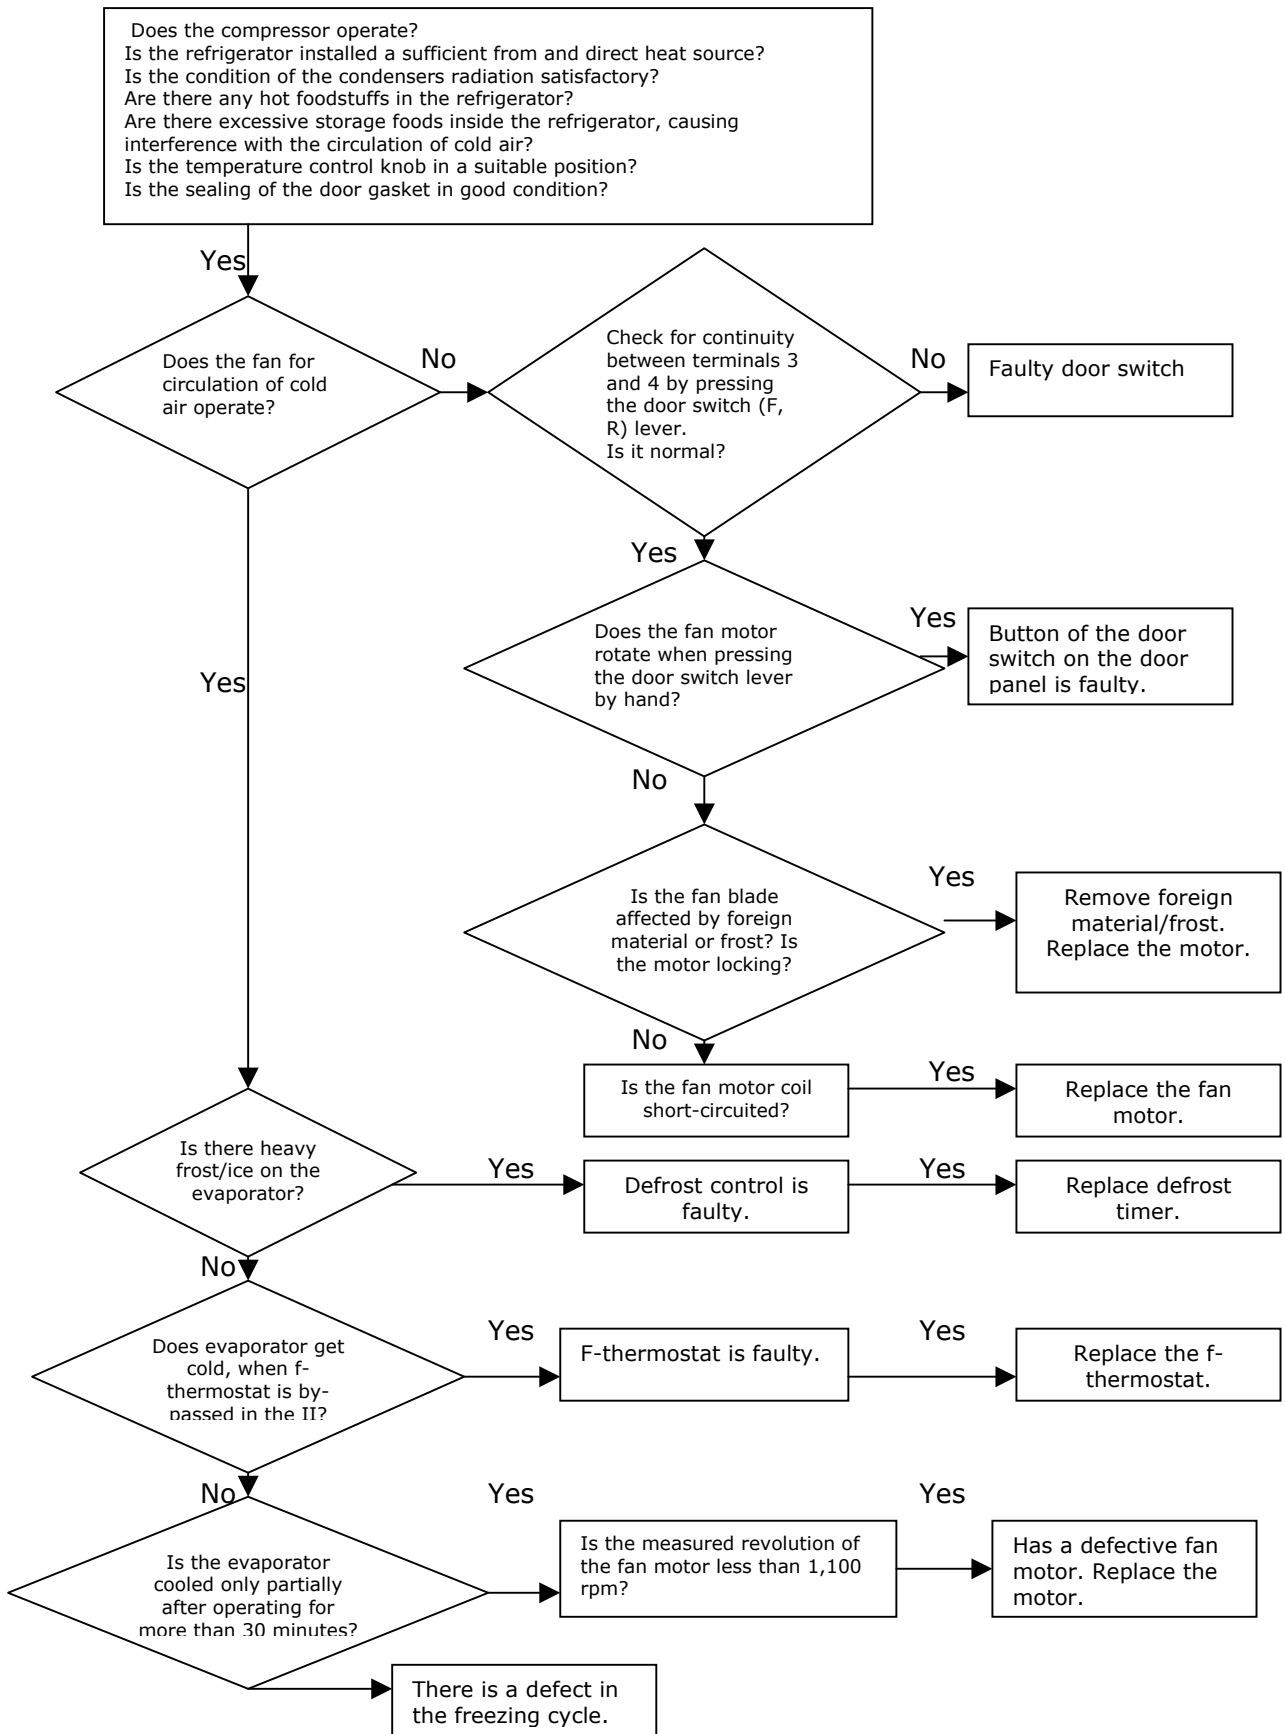 Does the compressor operate?
Is the refrigerator installed a sufficient from and direct heat source?
Is the condition of the condensers radiation satisfactory?
Are there any hot foodstuffs in the refrigerator?
Are there excessive storage foods inside the refrigerator, causing
interference with the circulation of cold air?
Is the temperature control knob in a suitable position?
Is the sealing of the door gasket in good condition?
Yes
Does the fan for
circulation of cold
air operate?
No
Check for continuity
between terminals 3
and 4 by pressing
the door switch (F,
R) lever.
Is it normal?
No
Faulty door switch
Yes
Does the fan motor
rotate when pressing
the door switch lever
by hand?
Yes
Button of the door
switch on the door
panel is faulty.
Yes
No
Is the fan blade
affected by foreign
material or frost? Is
the motor locking?
Yes
Remove foreign
material/frost.
Replace the motor.
No
Is the fan motor coil
short-circuited?
Yes
Replace the fan
motor.
Is there heavy
frost/ice on the
evaporator?
Yes
Defrost control is
faulty.
Yes
Replace defrost
timer.
No
Does evaporator get
cold, when f-
thermostat is by-
passed in the II?
Yes
F-thermostat is faulty.
Yes
Replace the f-
thermostat.
No
Is the evaporator
cooled only partially
after operating for
more than 30 minutes?
Yes
Is the measured revolution of
the fan motor less than 1,100
rpm?
Yes
Has a defective fan
motor. Replace the
motor.
There is a defect in
the freezing cycle.